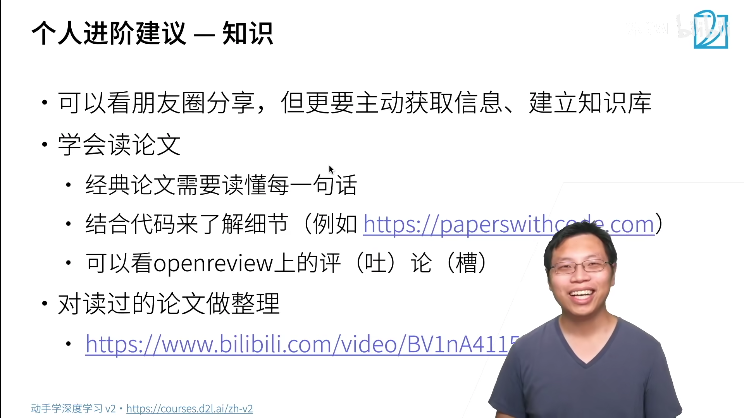 个人进阶建议 — 知识
• 可以看朋友圈分享，但更要主动获取信息、建立知识库
• 学会读论文
• 经典论文需要读懂每一句话
• 结合代码来了解细节（例如 https://paperswithcode.com）
• 可以看openreview上的评（吐）论（槽）
• 对读过的论文做整理
• https://www.bilibili.com/video/BV1nA4115
动手学深度学习 v2 • https://courses.d2l.ai/zh-v2